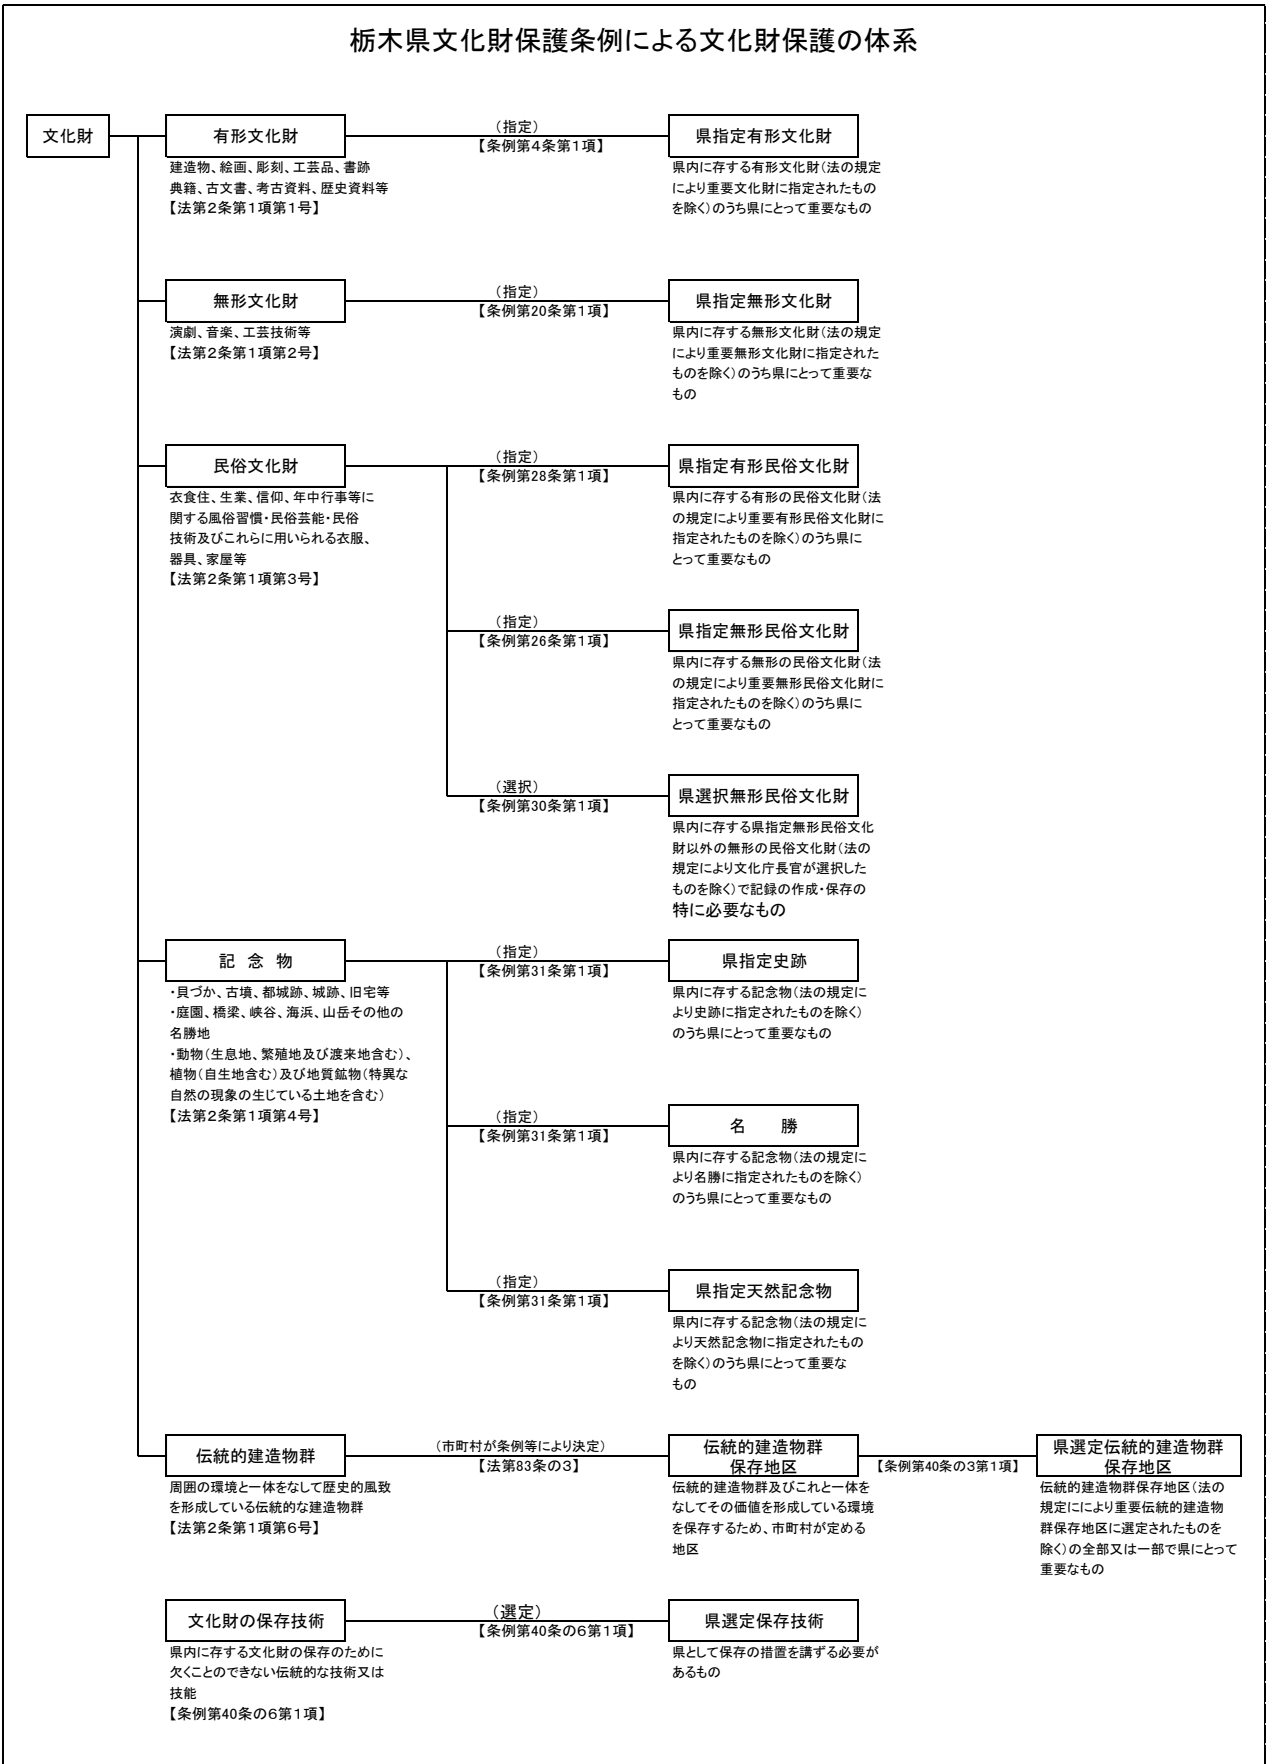 栃木県文化財保護条例による文化財保護の体系
文化財
有形文化財
(指定)
【条例第4条第1項】
県指定有形文化財
建造物、絵画、彫刻、工芸品、書跡
典籍、古文書、考古資料、歴史資料等
【法第2条第1項第1号】
県内に存する有形文化財(法の規定
により重要文化財に指定されたもの
を除く)のうち県にとって重要なもの
無形文化財
(指定)
【条例第20条第1項】
県指定無形文化財
演劇、音楽、工芸技術等
【法第2条第1項第2号】
県内に存する無形文化財(法の規定
により重要無形文化財に指定された
ものを除く)のうち県にとって重要な
もの
民俗文化財
(指定)
【条例第28条第1項】
県指定有形民俗文化財
衣食住、生業、信仰、年中行事等に
関する風俗習慣・民俗芸能・民俗
技術及びこれらに用いられる衣服、
器具、家屋等
【法第2条第1項第3号】
県内に存する有形の民俗文化財(法
の規定により重要有形民俗文化財に
指定されたものを除く)のうち県に
とって重要なもの
(指定)
【条例第26条第1項】
県指定無形民俗文化財
県内に存する無形の民俗文化財(法
の規定により重要無形民俗文化財に
指定されたものを除く)のうち県に
とって重要なもの
(選択)
【条例第30条第1項】
県選択無形民俗文化財
県内に存する県指定無形民俗文化
財以外の無形の民俗文化財(法の
規定により文化庁長官が選択した
ものを除く)で記録の作成・保存の
特に必要なもの
記 念 物
(指定)
【条例第31条第1項】
県指定史跡
・貝づか、古墳、都城跡、城跡、旧宅等
・庭園、橋梁、峡谷、海浜、山岳その他の
名勝地
・動物(生息地、繁殖地及び渡来地含む)、
植物(自生地含む)及び地質鉱物(特異な
自然の現象の生じている土地を含む)
【法第2条第1項第4号】
県内に存する記念物(法の規定に
より史跡に指定されたものを除く)
のうち県にとって重要なもの
(指定)
【条例第31条第1項】
名 勝
県内に存する記念物(法の規定に
より名勝に指定されたものを除く)
のうち県にとって重要なもの
(指定)
【条例第31条第1項】
県指定天然記念物
県内に存する記念物(法の規定に
より天然記念物に指定されたもの
を除く)のうち県にとって重要な
もの
伝統的建造物群
(市町村が条例等により決定)
【法第83条の3】
伝統的建造物群
保存地区
【条例第40条の3第1項】
県選定伝統的建造物群
保存地区
周囲の環境と一体をなして歴史的風致
を形成している伝統的な建造物群
【法第2条第1項第6号】
伝統的建造物群及びこれと一体を
なしてその価値を形成している環境
を保存するため、市町村が定める
地区
伝統的建造物群保存地区(法の
規定ににより重要伝統的建造物
群保存地区に選定されたものを
除く)の全部又は一部で県にとって
重要なもの
文化財の保存技術
(選定)
【条例第40条の6第1項】
県選定保存技術
県内に存する文化財の保存のために
欠くことのできない伝統的な技術又は
技能
【条例第40条の6第1項】
県として保存の措置を講ずる必要が
あるもの